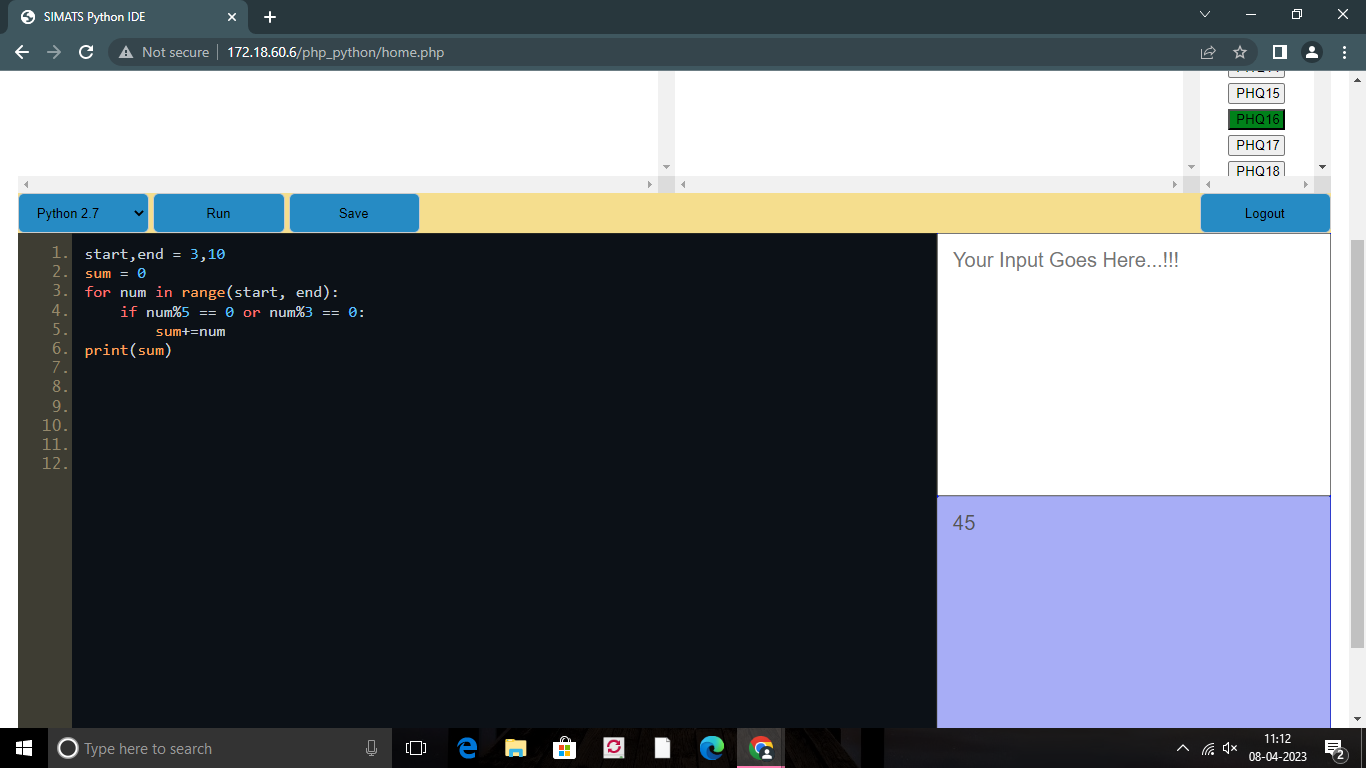 SIMATS Python IDE
Not secure 172.18.60.6/php_python/home.php
PHQ15
PHQ16
PHQ17
PHQ18
Python 2.7 Run Save Logout
1. start,end = 3,10
2. sum = 0
3. for num in range(start, end):
4. if num%5 == 0 or num%3 == 0:
5. sum+=num
6. print(sum)
7.
8.
9.
10.
11.
12.
Your Input Goes Here...!!!
45
Type here to search
11:12
08-04-2023
2